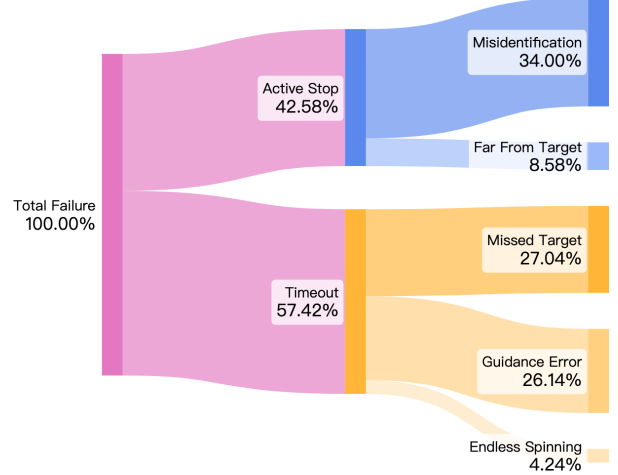 Total Failure
100.00%
Active Stop
42.58%
Timeout
57.42%
Misidentification
34.00%
Far From Target
8.58%
Missed Target
27.04%
Guidance Error
26.14%
Endless Spinning
4.24%